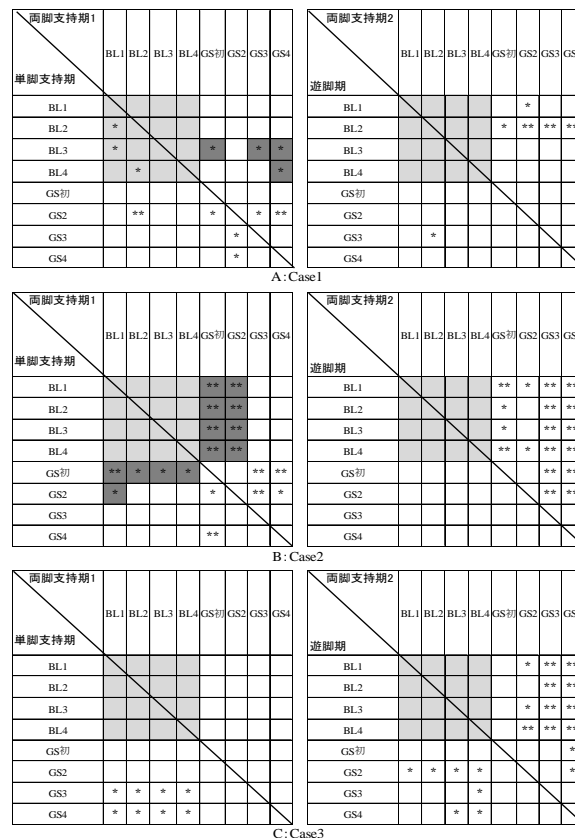 両脚支持期1
単脚支持期
BL1 BL2 BL3 BL4 GS初 GS2 GS3 GS4
BL1
BL2 *
BL3 * * * *
BL4 * *
GS初
GS2 ** * * **
GS3 *
GS4 *
両脚支持期2
遊脚期
BL1 BL2 BL3 BL4 GS初 GS2 GS3 GS
BL1 *
BL2 * ** ** **
BL3
BL4
GS初
GS2
GS3 *
GS4
A:Case1
両脚支持期1
単脚支持期
BL1 BL2 BL3 BL4 GS初 GS2 GS3 GS4
BL1 ** **
BL2 ** **
BL3 ** **
BL4 ** **
GS初 ** * * * ** **
GS2 * * ** *
GS3
GS4 **
両脚支持期2
遊脚期
BL1 BL2 BL3 BL4 GS初 GS2 GS3 GS
BL1 ** * ** **
BL2 * ** **
BL3 * ** **
BL4 ** * ** **
GS初 ** **
GS2 ** **
GS3
GS4
B:Case2
両脚支持期1
単脚支持期
BL1 BL2 BL3 BL4 GS初 GS2 GS3 GS4
BL1
BL2
BL3
BL4
GS初
GS2
GS3 * * * *
GS4 * * * *
両脚支持期2
遊脚期
BL1 BL2 BL3 BL4 GS初 GS2 GS3 GS
BL1 * ** **
BL2 ** **
BL3 * ** **
BL4 ** ** **
GS初 *
GS2 * * * * *
GS3 *
GS4 * *
C:Case3